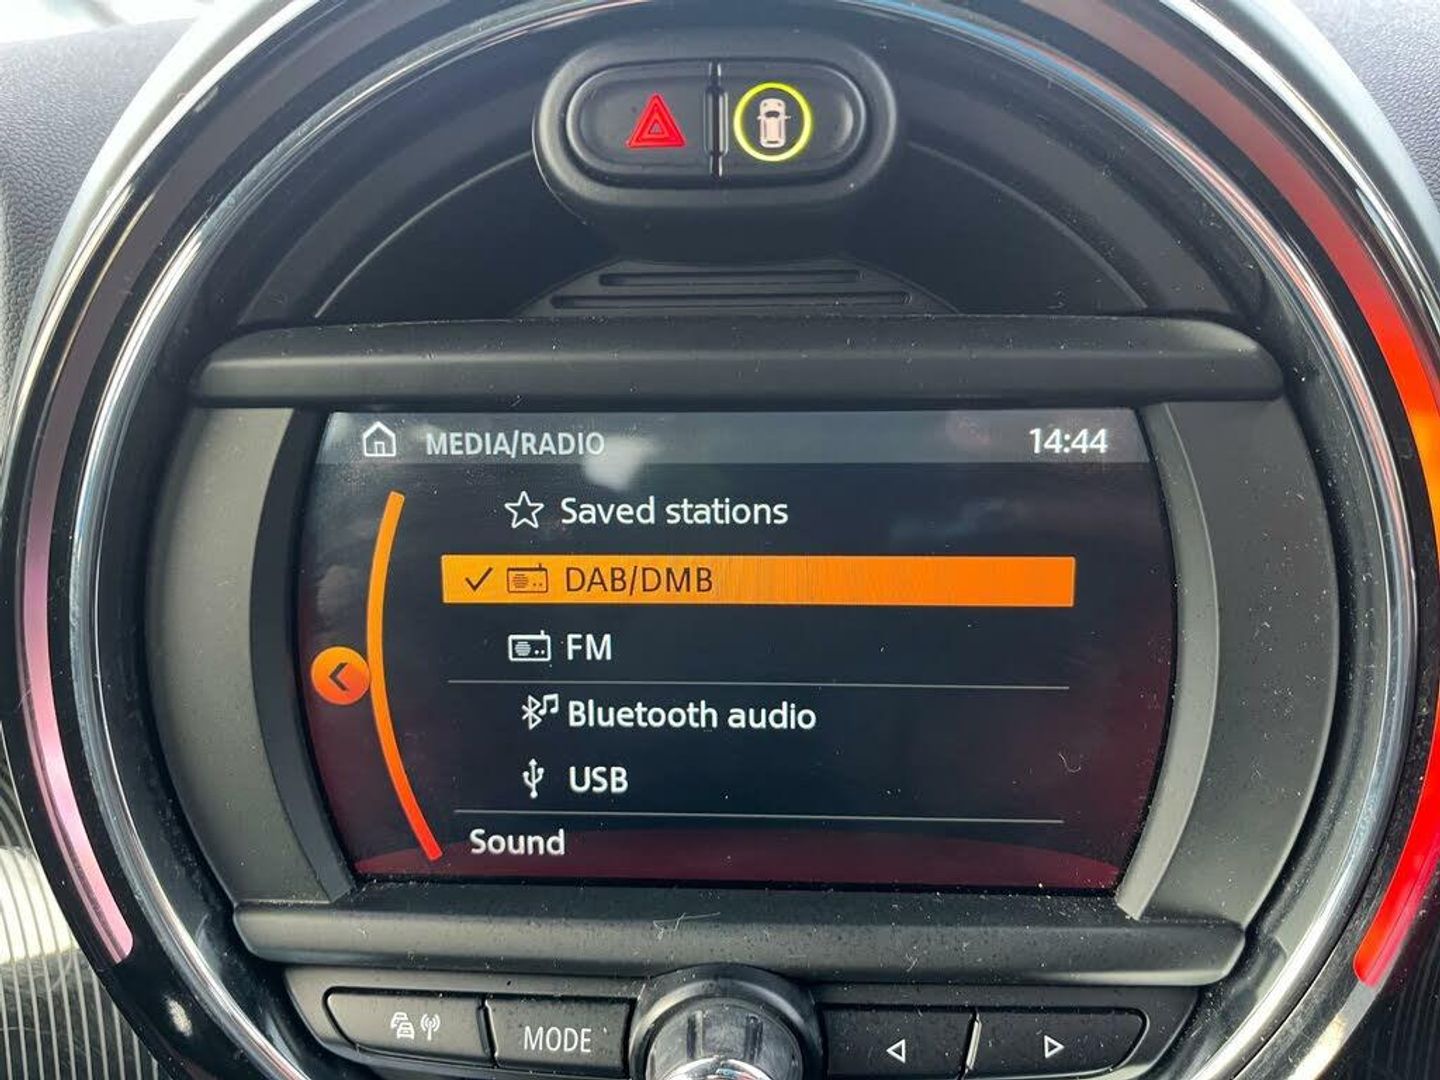 MEDIA/RADIO 14:44
Saved stations
DAB/DMB
FM
Bluetooth audio
USB
Sound
MODE